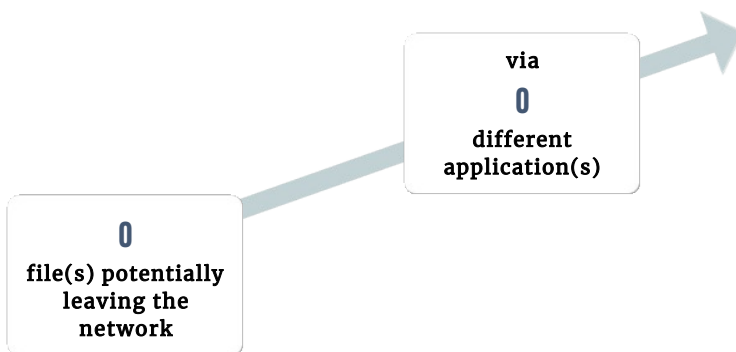 0
file(s) potentially
leaving the
network
via
0
different
application(s)